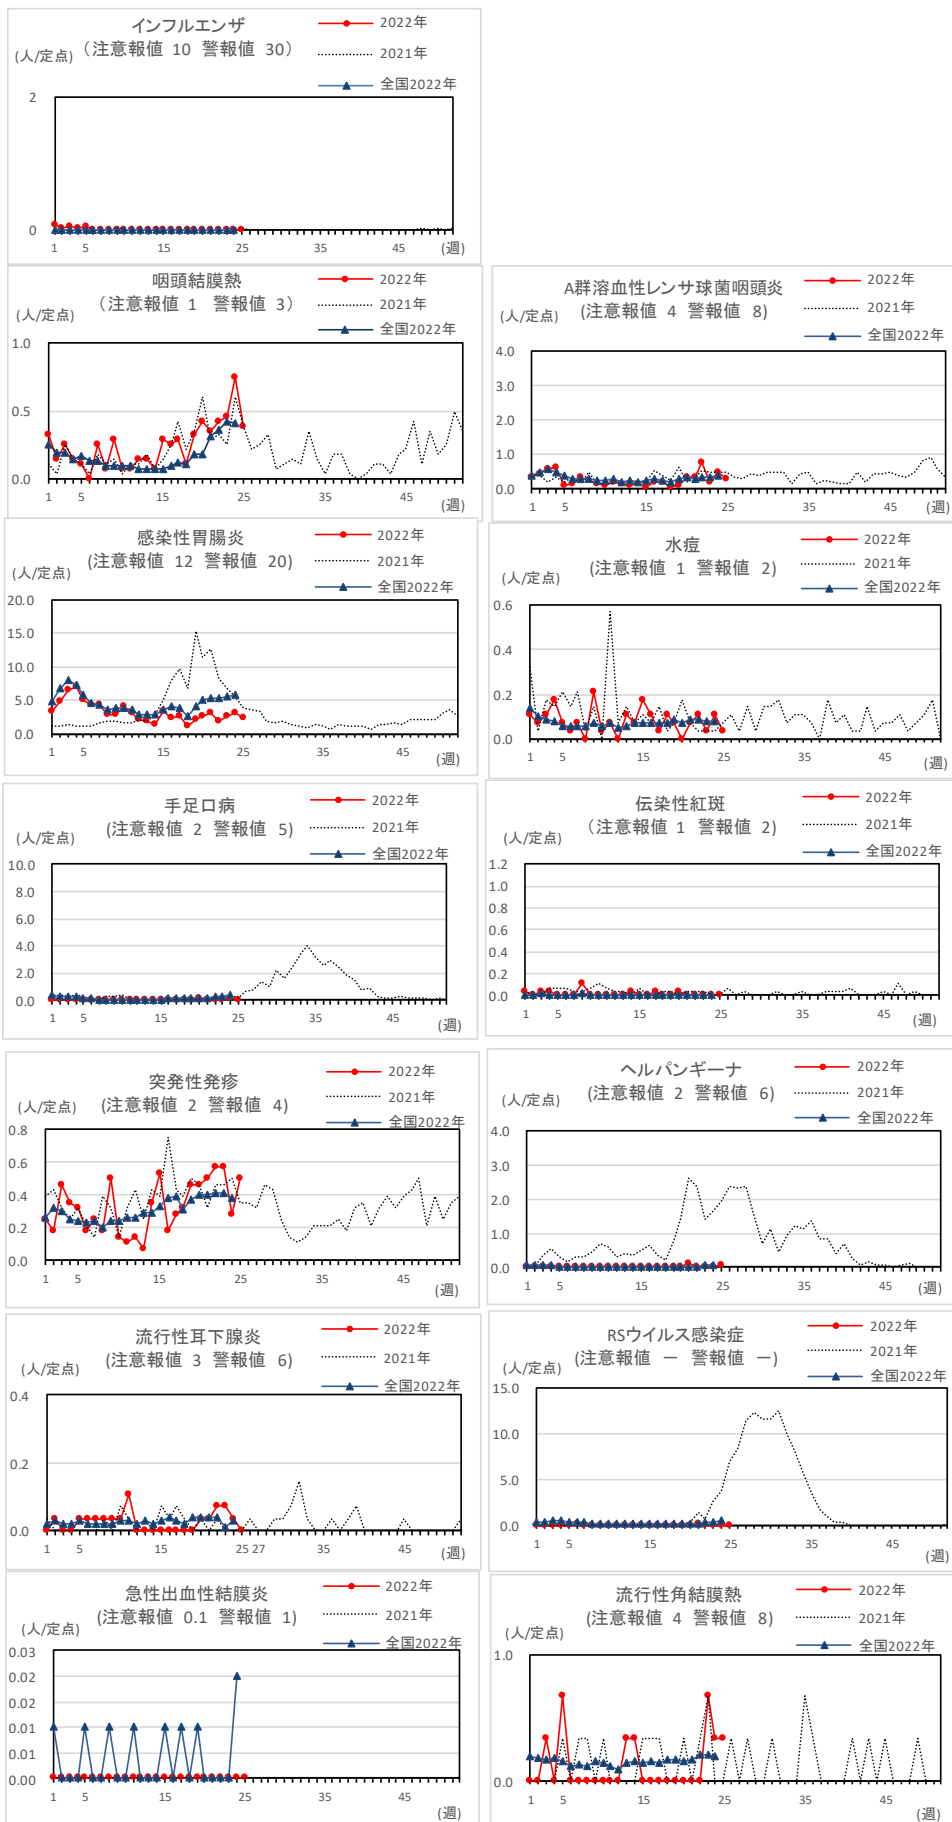 インフルエンザ
（注意報値 10 警報値 30）
(人/定点)
2022年
2021年
全国2022年
2
0
1 5 15 25 35 45
(週)
咽頭結膜熱
（注意報値 1 警報値 3）
(人/定点)
2022年
2021年
全国2022年
1.0
0.5
0.0
1 5 15 25 35 45
(週)
A群溶血性レンサ球菌咽頭炎
(注意報値 4 警報値 8)
(人/定点)
2022年
2021年
全国2022年
4.0
3.0
2.0
1.0
0.0
1 5 15 25 35 45
(週)
感染性胃腸炎
(注意報値 12 警報値 20)
(人/定点)
2022年
2021年
全国2022年
20.0
15.0
10.0
5.0
0.0
1 5 15 25 35 45
(週)
水痘
(注意報値 1 警報値 2)
(人/定点)
2022年
2021年
全国2022年
0.6
0.4
0.2
0.0
1 5 15 25 35 45
(週)
手足口病
(注意報値 2 警報値 5)
(人/定点)
2022年
2021年
全国2022年
10.0
8.0
6.0
4.0
2.0
0.0
1 5 15 25 35 45
(週)
伝染性紅斑
（注意報値 1 警報値 2)
(人/定点)
2022年
2021年
全国2022年
1.2
1.0
0.8
0.6
0.4
0.2
0.0
1 5 15 25 35 45
(週)
突発性発疹
(注意報値 2 警報値 4)
(人/定点)
2022年
2021年
全国2022年
0.8
0.6
0.4
0.2
0.0
1 5 15 25 35 45
(週)
ヘルパンギーナ
(注意報値 2 警報値 6)
(人/定点)
2022年
2021年
全国2022年
4.0
3.0
2.0
1.0
0.0
1 5 15 25 35 45
(週)
流行性耳下腺炎
(注意報値 3 警報値 6)
(人/定点)
2022年
2021年
全国2022年
0.4
0.2
0.0
1 5 15 25 27 35 45
(週)
RSウイルス感染症
(注意報値 ー 警報値 ー)
(人/定点)
2022年
2021年
全国2022年
15.0
10.0
5.0
0.0
1 5 15 25 35 45
(週)
急性出血性結膜炎
(注意報値 0.1 警報値 1)
(人/定点)
2022年
2021年
全国2022年
0.03
0.02
0.02
0.01
0.01
0.00
1 5 15 25 35 45
(週)
流行性角結膜熱
(注意報値 4 警報値 8)
(人/定点)
2022年
2021年
全国2022年
1.0
0.0
1 5 15 25 35 45
(週)